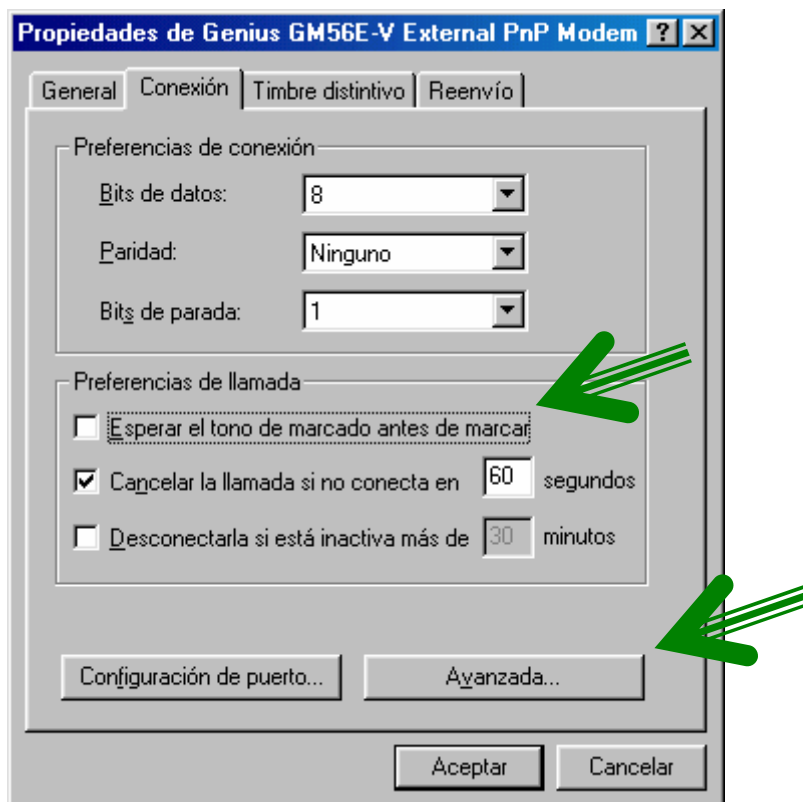 Propiedades de Genius GM56E-V External PnP Modem
General Conexión Timbre distintivo Reenvío
Preferencias de conexión
Bits de datos: 8
Paridad: Ninguno
Bits de parada: 1
Preferencias de llamada
Esperar el tono de marcado antes de marcar
Cancelar la llamada si no conecta en 60 segundos
Desconectarla si está inactiva más de 30 minutos
Configuración de puerto... Avanzada...
Aceptar Cancelar